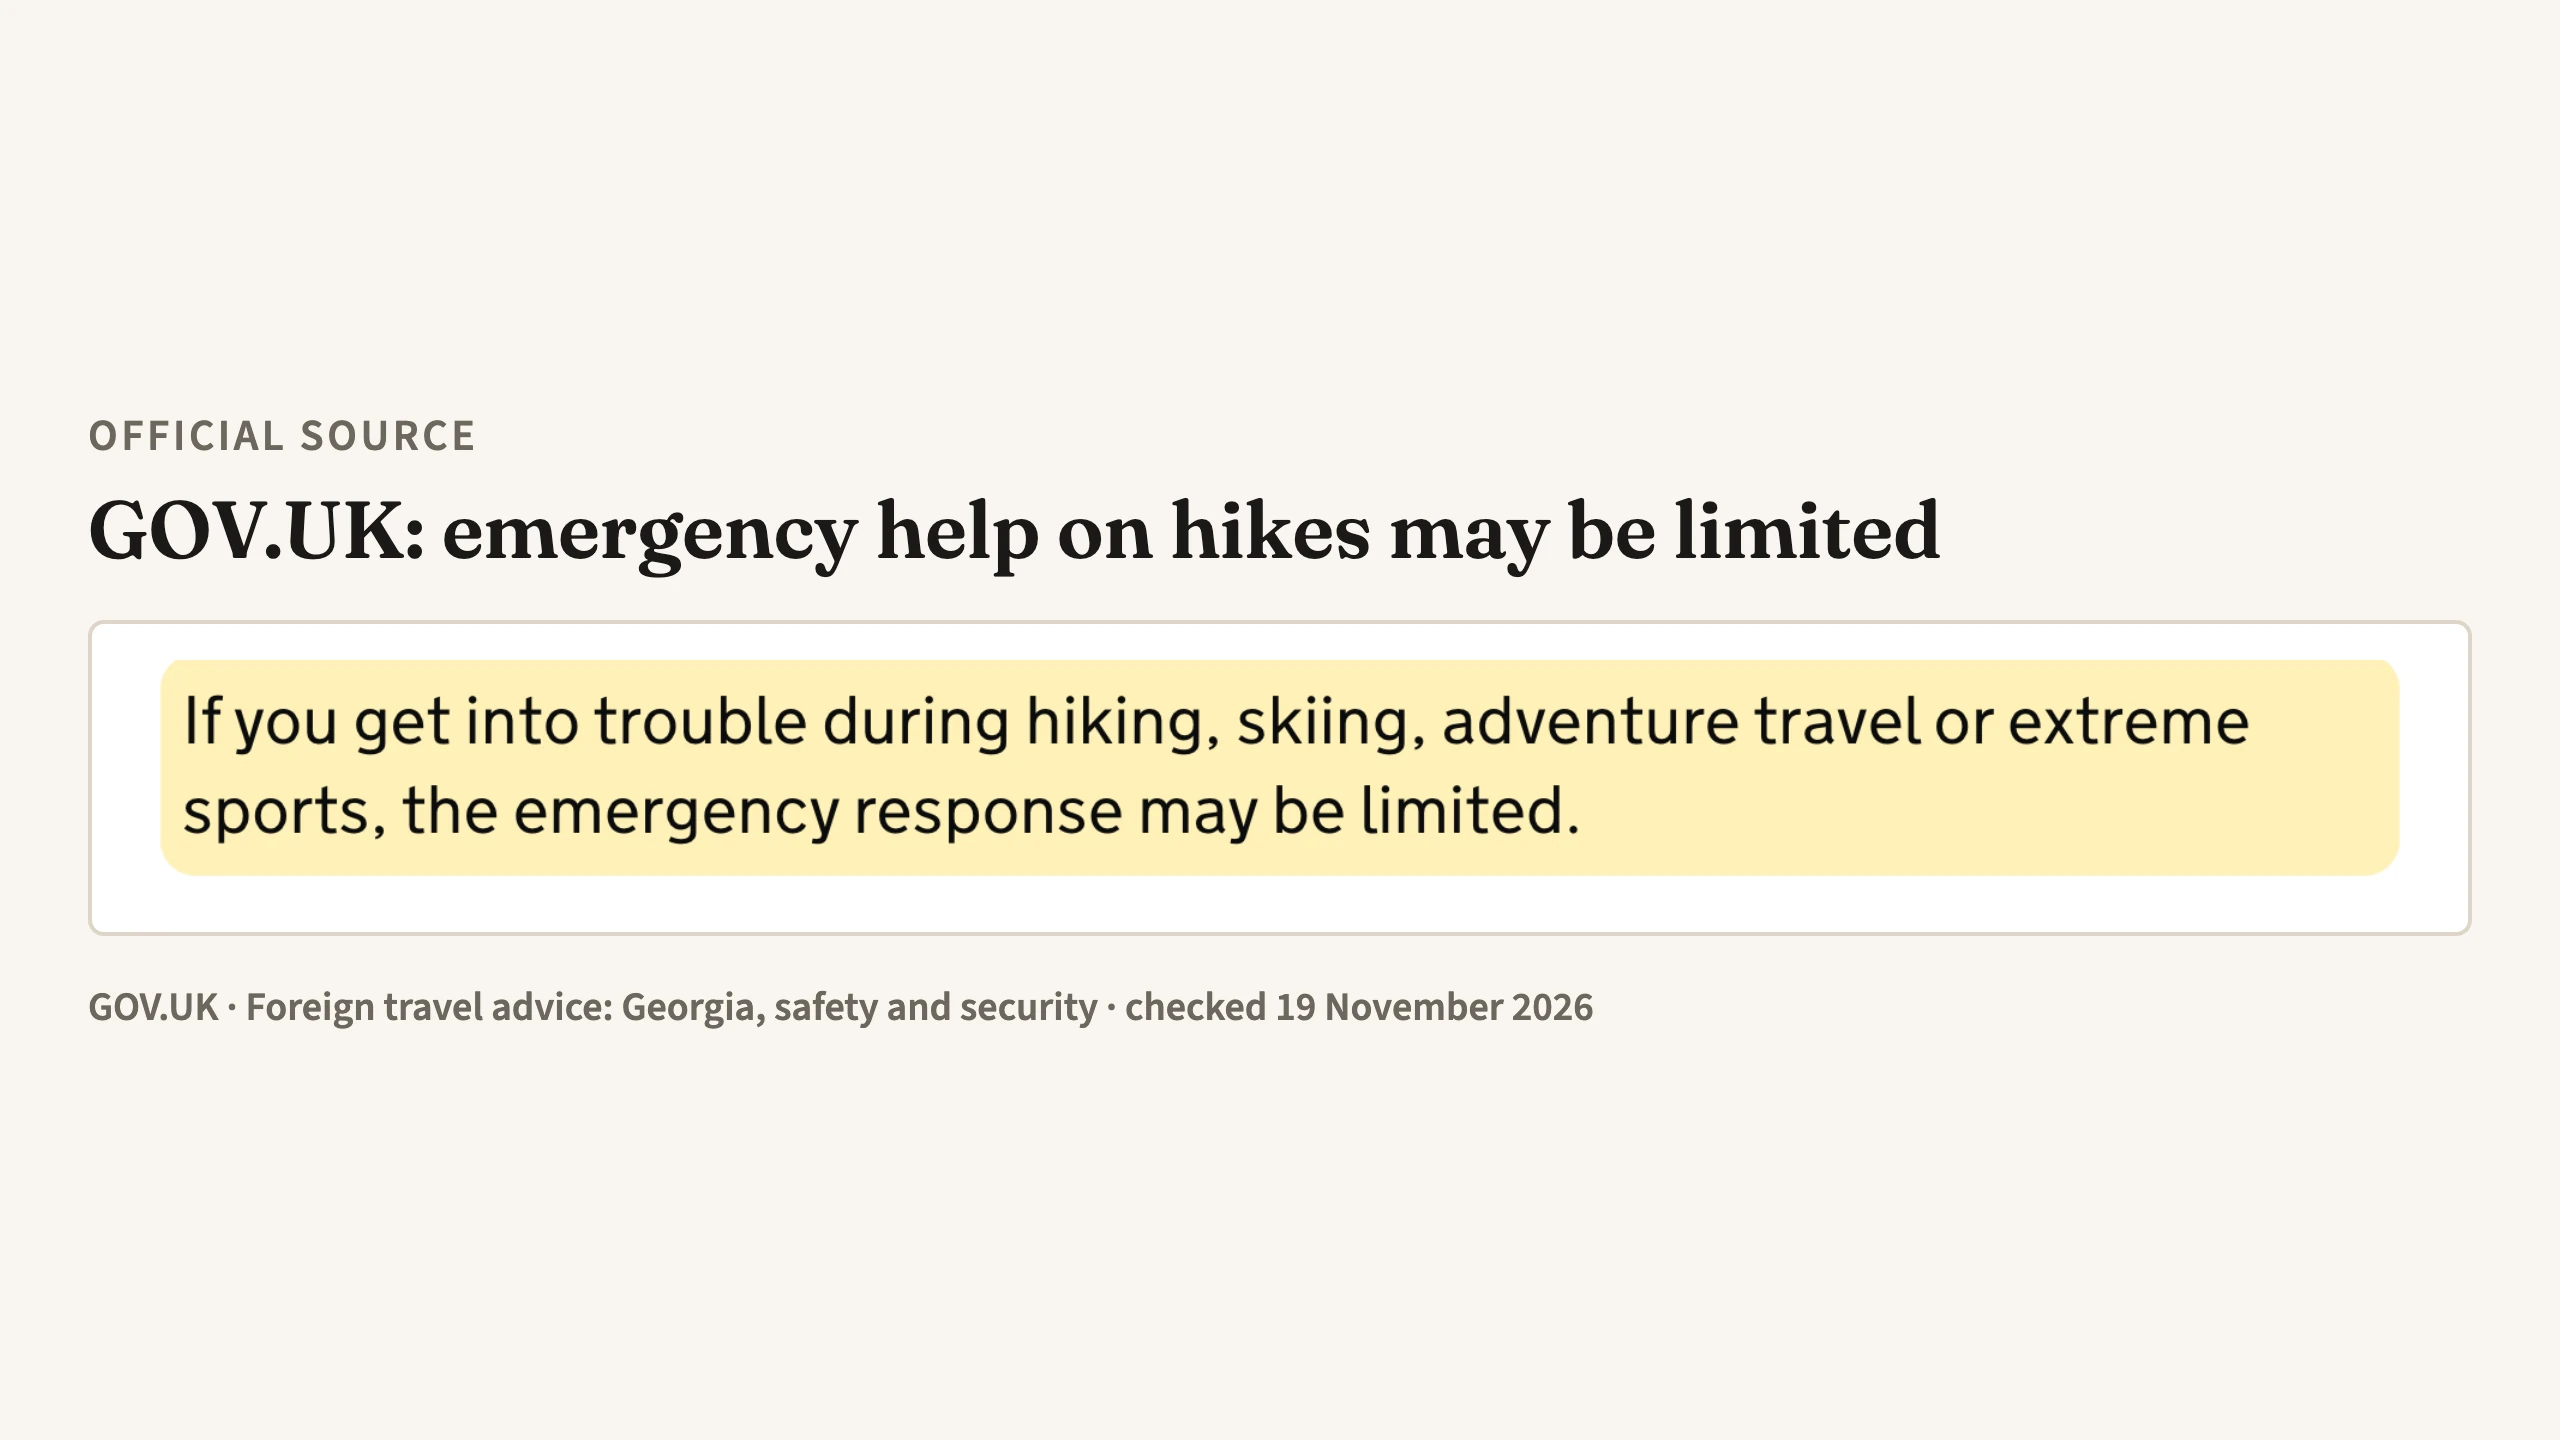 OFFICIAL SOURCE
GOV.UK: emergency help on hikes may be limited
If you get into trouble during hiking, skiing, adventure travel or extreme
sports, the emergency response may be limited.
GOV.UK · Foreign travel advice: Georgia, safety and security · checked 19 November 2026